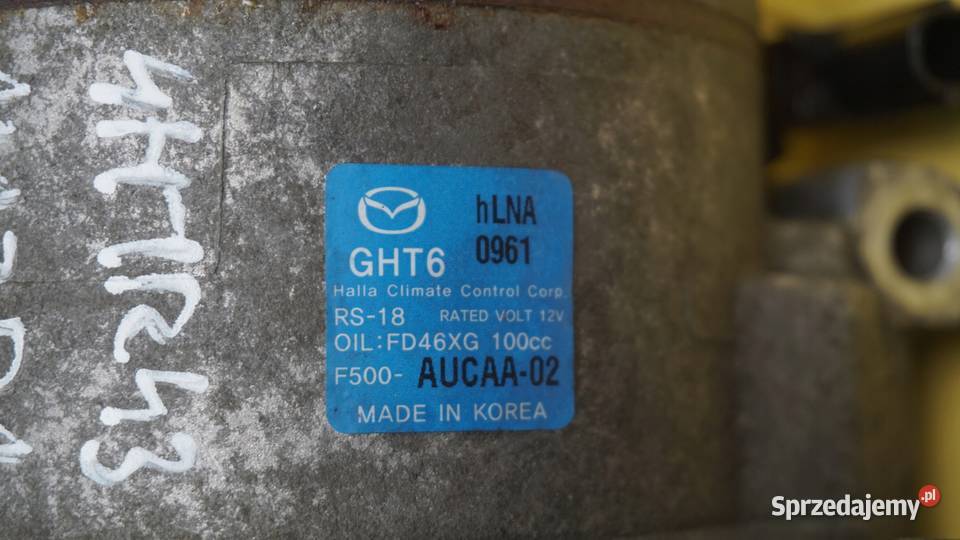 hLNA
GHT6 0961
Halla Climate Control Corp.
RS-18 RATED VOLT 12V
OIL:FD46XG 100cc
F500- AUCAA-02
MADE IN KOREA
Sprzedajemy.pl